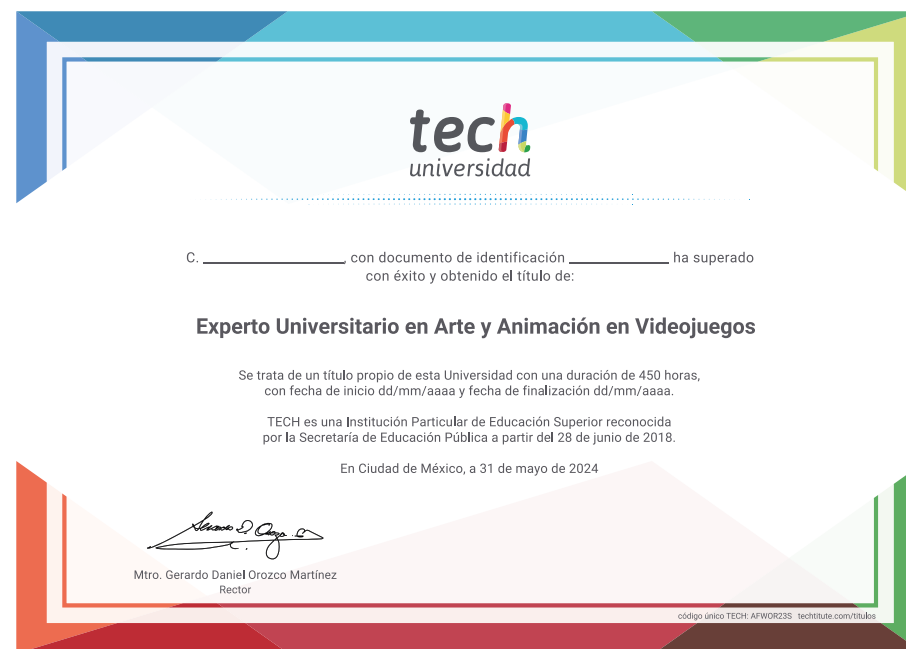 tech
universidad
C. ____________, con documento de identificación ____________ ha superado
con éxito y obtenido el título de:
Experto Universitario en Arte y Animación en Videojuegos
Se trata de un título propio de esta Universidad con una duración de 450 horas,
con fecha de inicio dd/mm/aaaa y fecha de finalización dd/mm/aaaa.
TECH es una Institución Particular de Educación Superior reconocida
por la Secretaría de Educación Pública a partir del 28 de junio de 2018.
En Ciudad de México, a 31 de mayo de 2024
Mtro. Gerardo Daniel Orozco Martínez
Rector
código único TECH: AFWOR23S techtitute.com/titulos